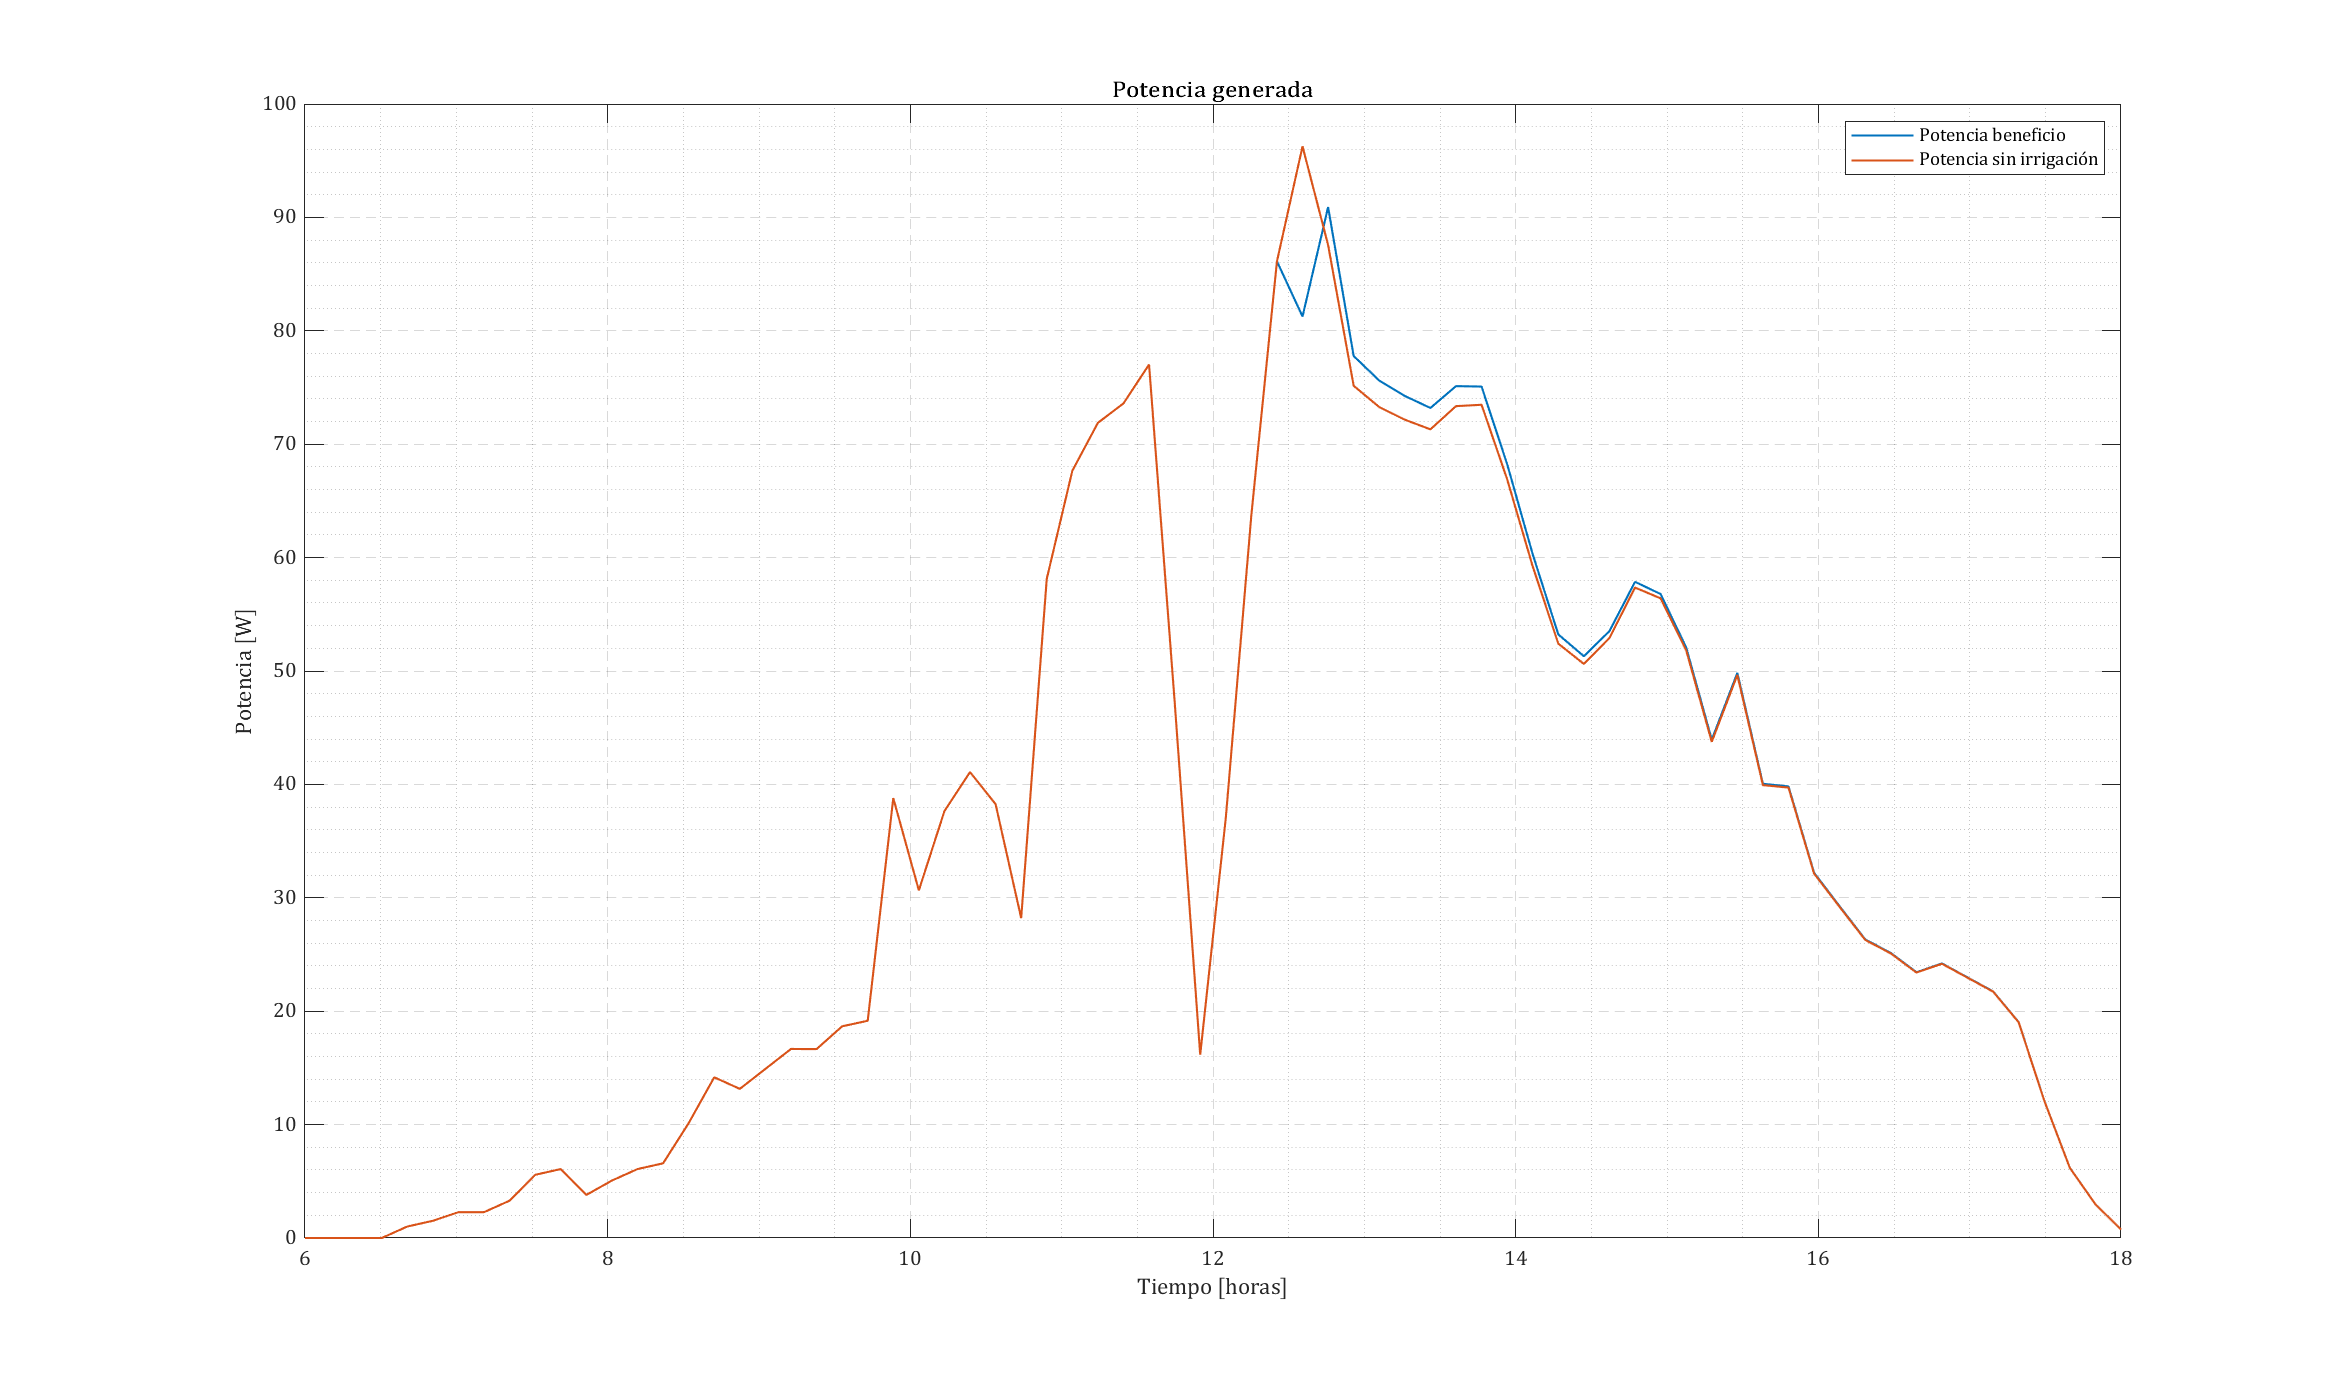 Potencia generada
Potencia beneficio
Potencia sin irrigación
100
90
80
70
60
50
40
30
20
10
0
Potencia [W]
6 8 10 12 14 16 18
Tiempo [horas]